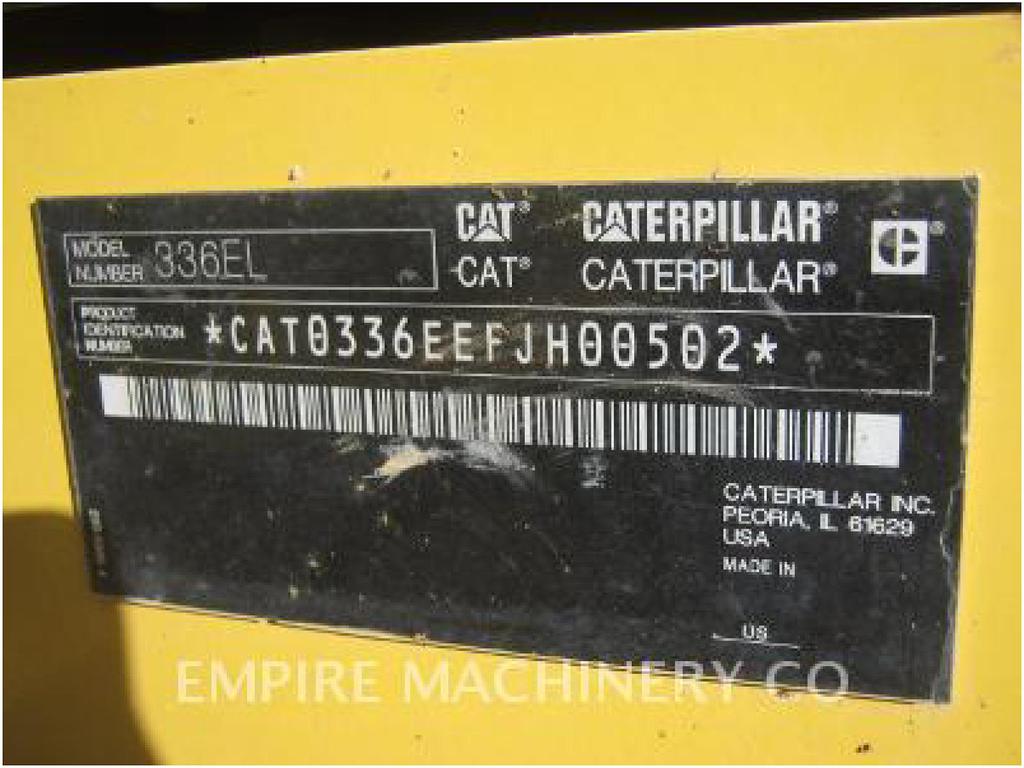 CAT® CATERPILLAR®
CAT® CATERPILLAR®
MODEL NUMBER 336EL
PRODUCT IDENTIFICATION NUMBER *CAT0336EEFJH00502*
CATERPILLAR INC.
PEORIA, IL 61629
USA
MADE IN
US
EMPIRE MACHINERY CO